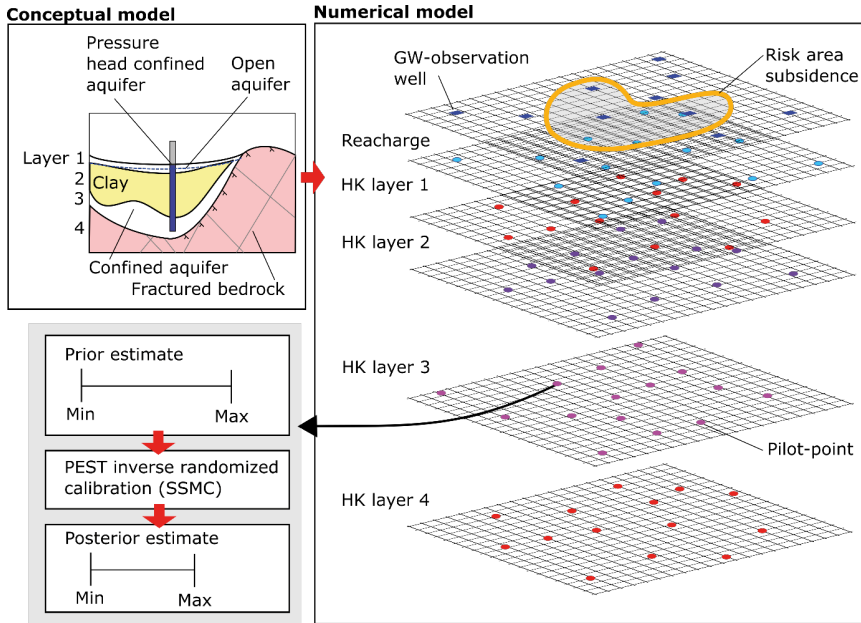 Conceptual model
Pressure
head confined
aquifer
Open
aquifer
Layer 1
2
3
4
Clay
Confined aquifer
Fractured bedrock
Prior estimate
Min
Max
PEST inverse randomized
calibration (SSMC)
Posterior estimate
Min
Max
Numerical model
GW-observation
well
Risk area
subsidence
Reacharge
HK layer 1
HK layer 2
HK layer 3
Pilot-point
HK layer 4